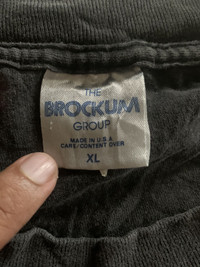 THE
BROCKUM
GROUP
MADE IN U.S.A.
CARE/CONTENT OVER
XL